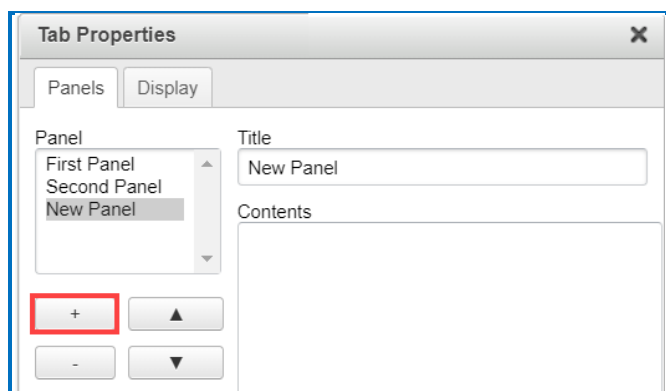 Tab Properties
Panels
Display
Panel
First Panel
Second Panel
New Panel
Title
New Panel
Contents
+
-